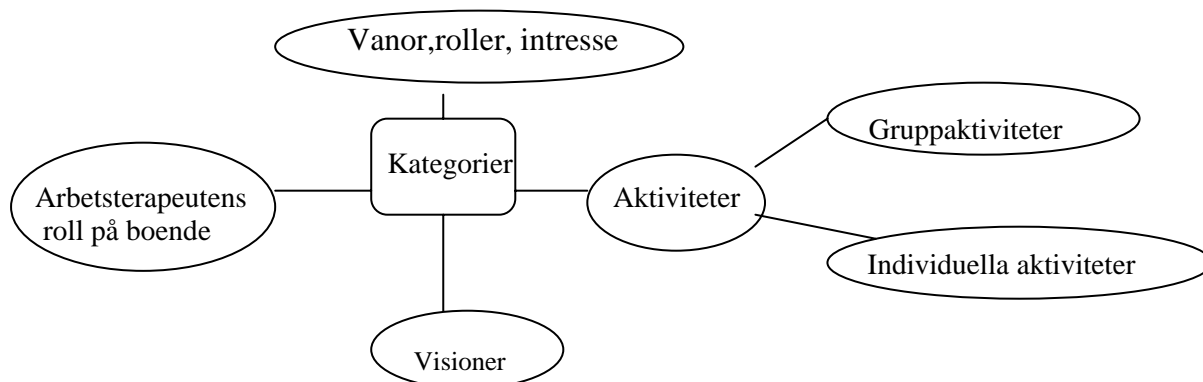 Vanor,roller, intresse
Gruppaktiviteter
Kategorier
Arbetsterapeutens
roll på boende
Aktiviteter
Individuella aktiviteter
Visioner